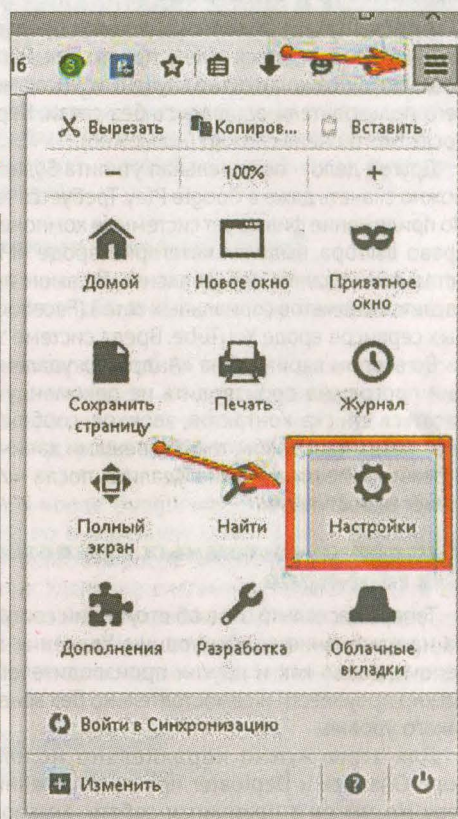 16
Вырезать Копиров... Вставить
− 100% +
Домой Новое окно Приватное
окно
Сохранить
страницу Печать Журнал
Полный
экран Найти Настройки
Дополнения Разработка Облачные
вкладки
Войти в Синхронизацию
Изменить ?